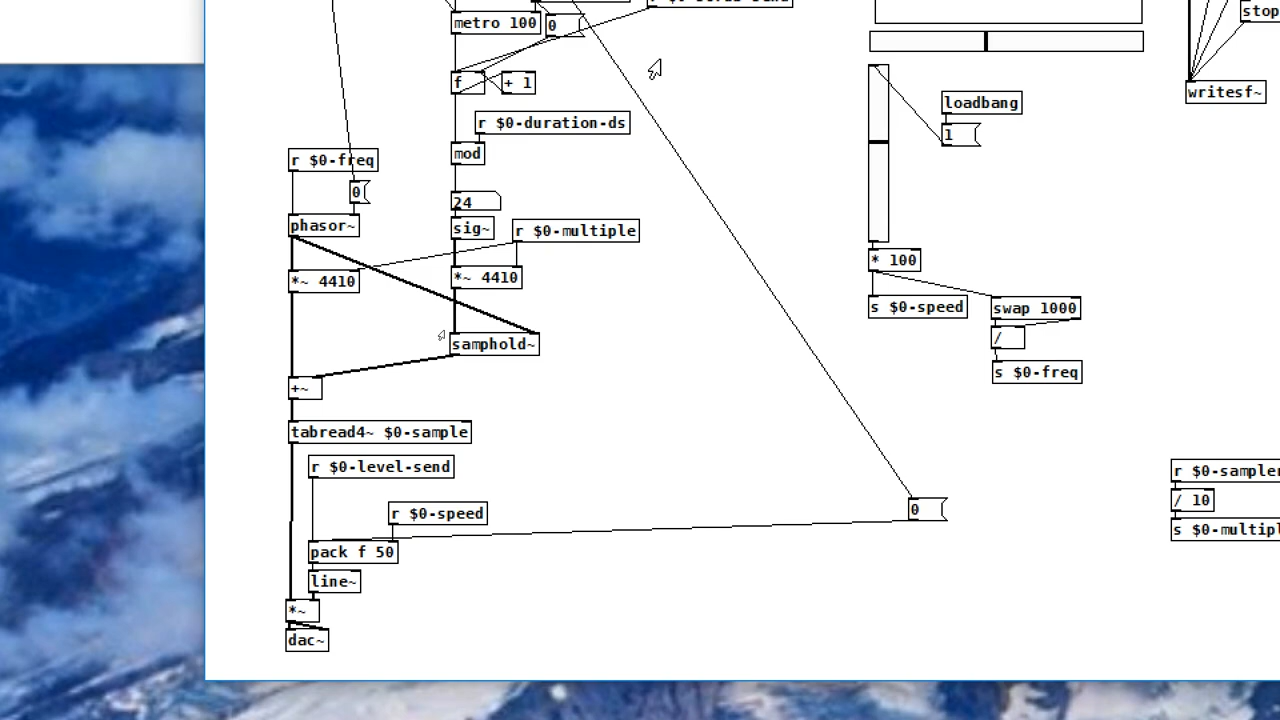 stop
metro 100
0
writesf~
f
+ 1
loadbang
r $0-duration-ds
1
mod
r $0-freq
0
24
phasor~
sig~
r $0-multiple
* 100
*~ 4410
*~ 4410
s $0-speed
swap 1000
/
samphold~
s $0-freq
+~
tabread4~ $0-sample
r $0-level-send
r $0-sampler
/ 10
r $0-speed
0
s $0-multipl
pack f 50
line~
*~
dac~